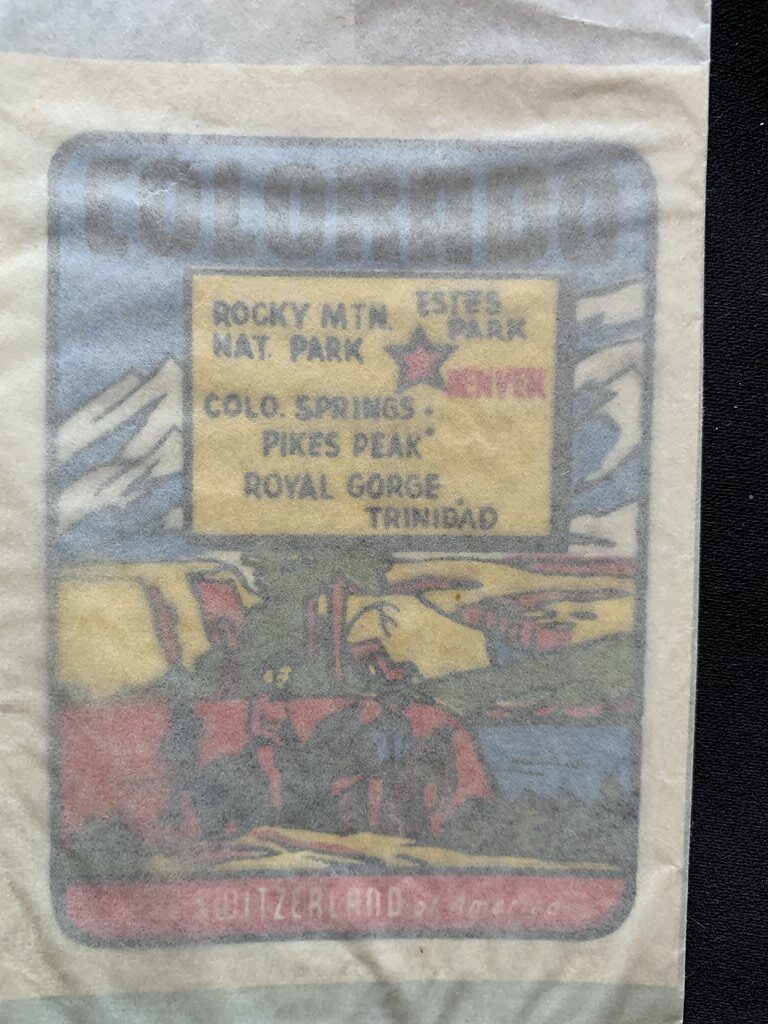 COLORADO
ROCKY MTN. ESTES
NAT. PARK PARK
DENVER
COLO. SPRINGS
PIKES PEAK
ROYAL GORGE
TRINIDAD
SWITZERLAND of America